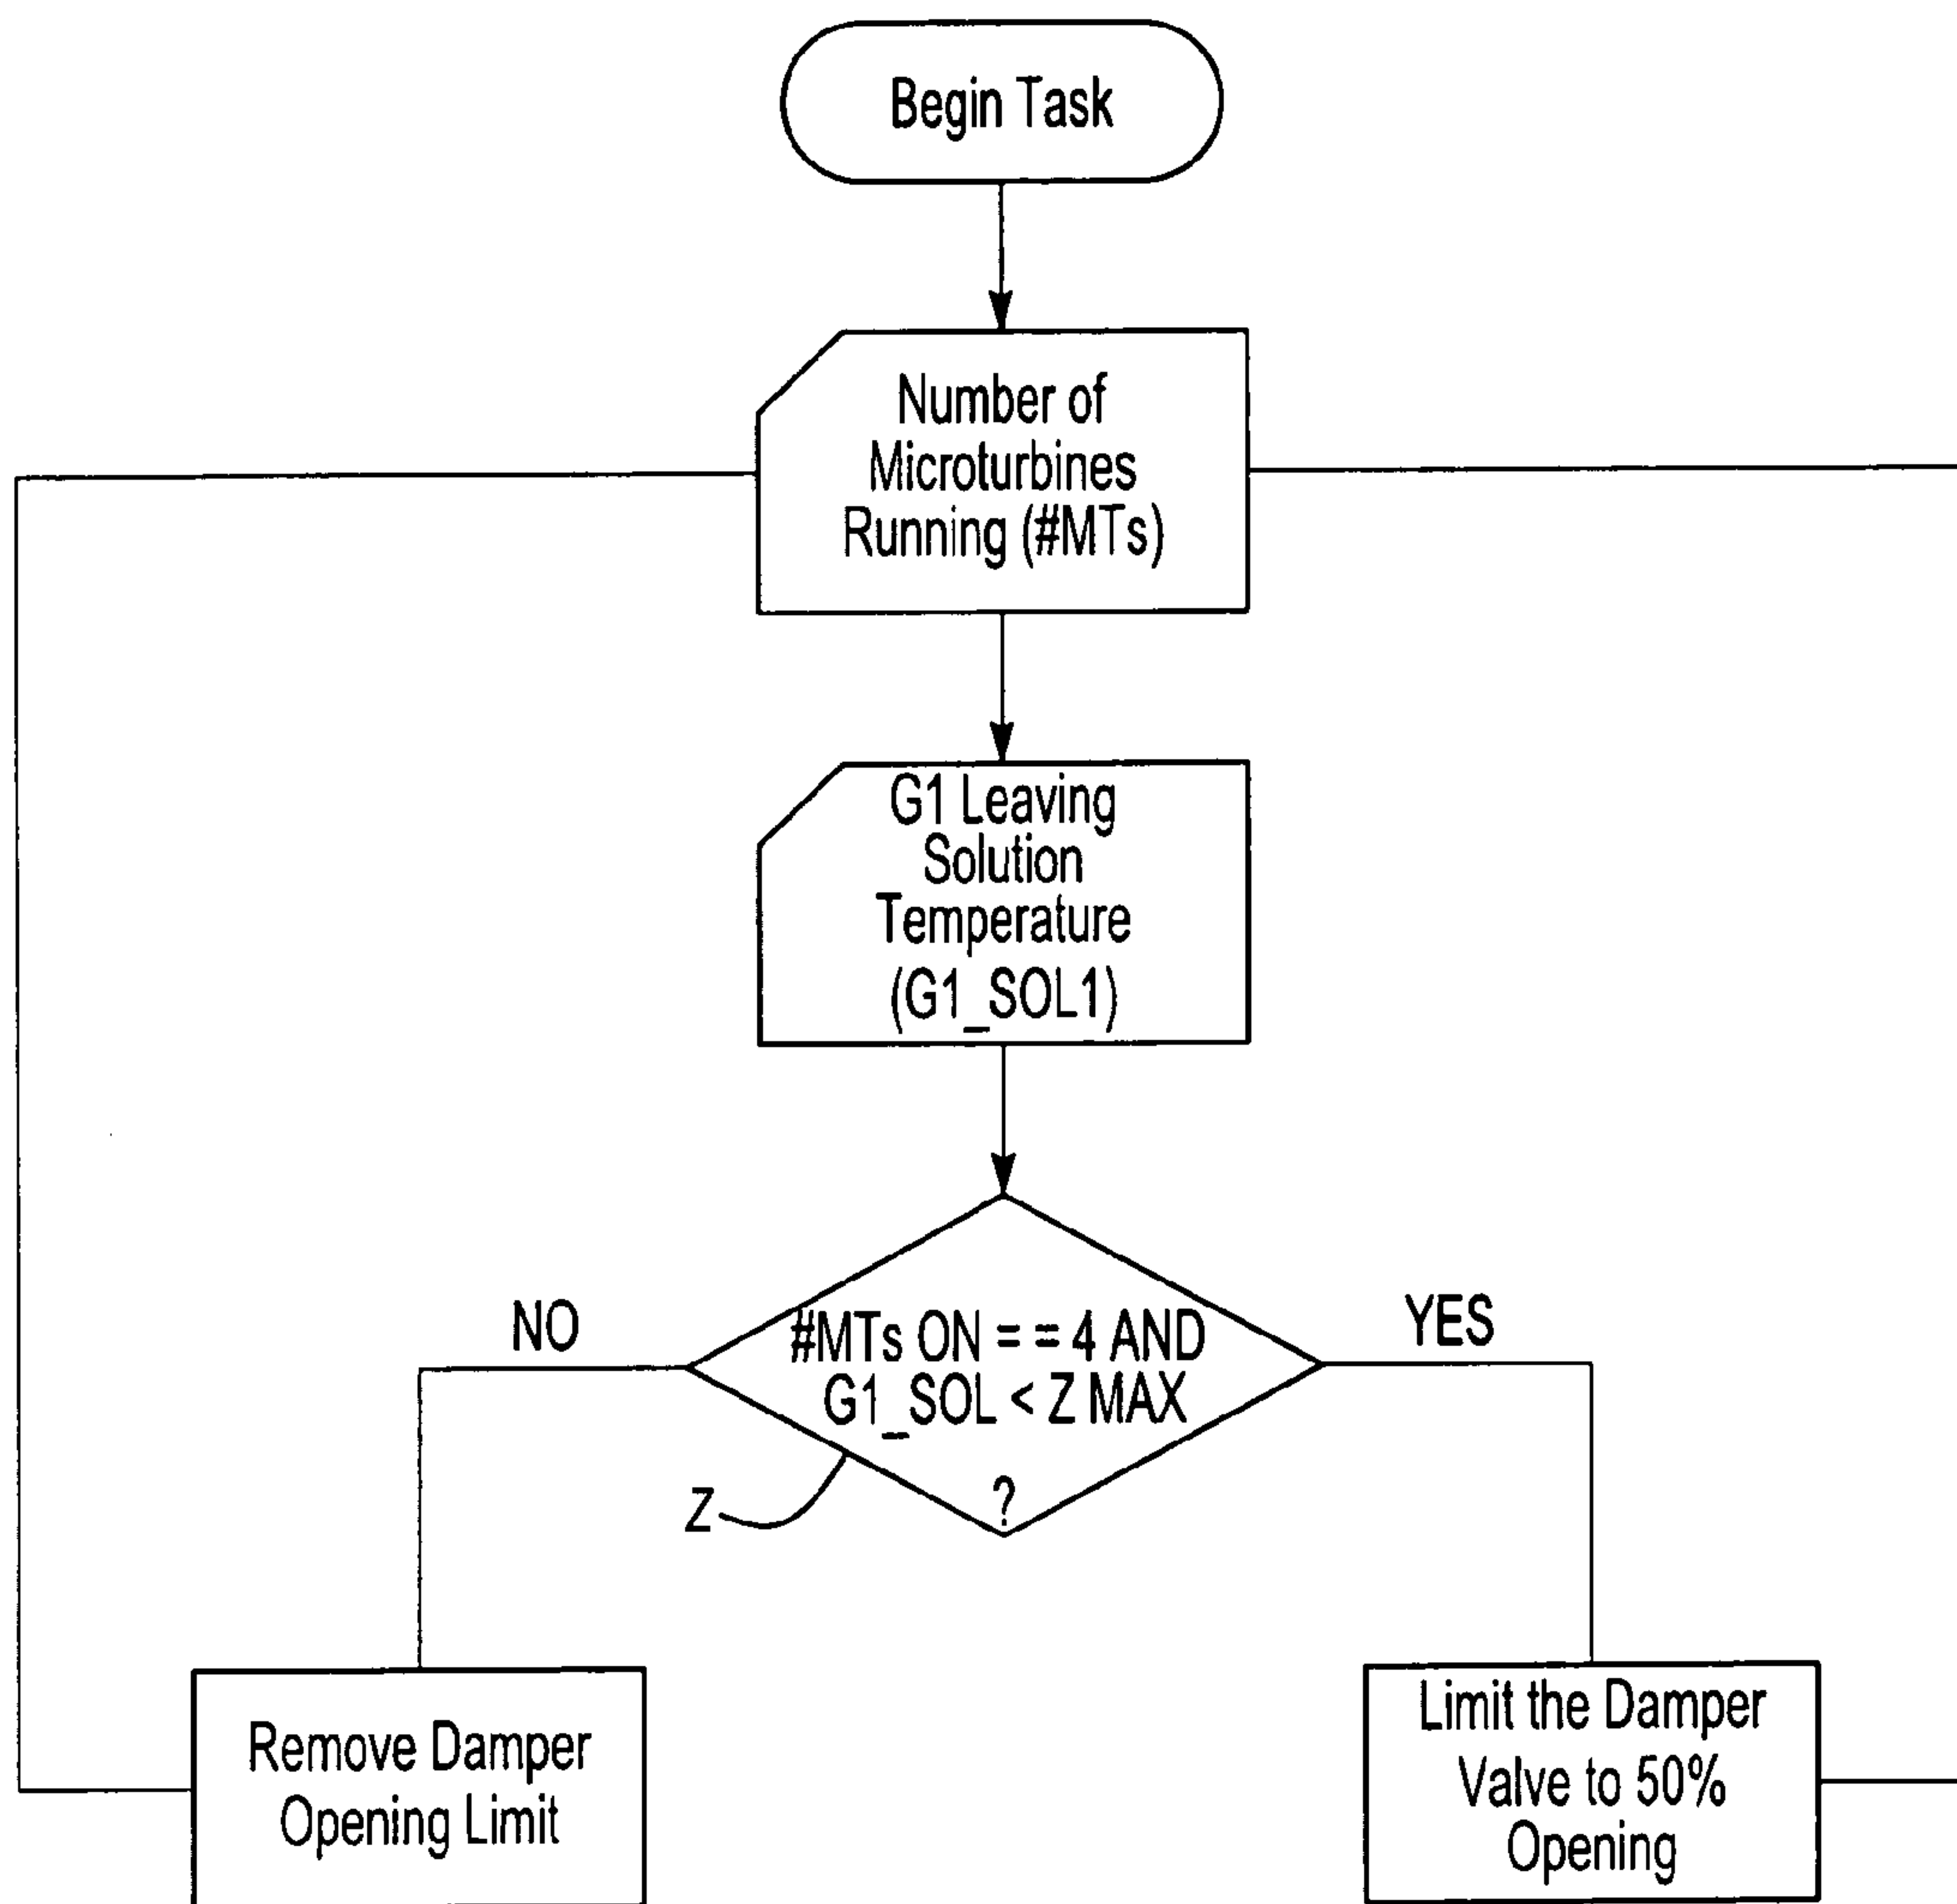 Begin Task
Number of
Microturbines
Running (#MTs)
G1 Leaving
Solution
Temperature
(G1_SOL1)
NO
#MTs ON = = 4 AND
G1_SOL < Z MAX
?
YES
Z
Remove Damper
Opening Limit
Limit the Damper
Valve to 50%
Opening